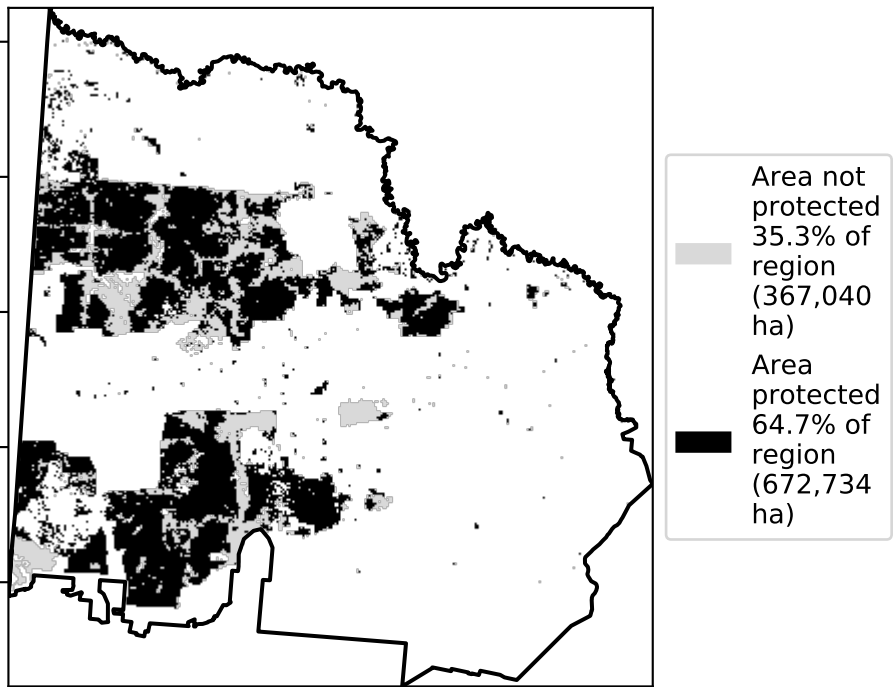 Area not
protected
35.3% of
region
(367,040
ha)
Area
protected
64.7% of
region
(672,734
ha)